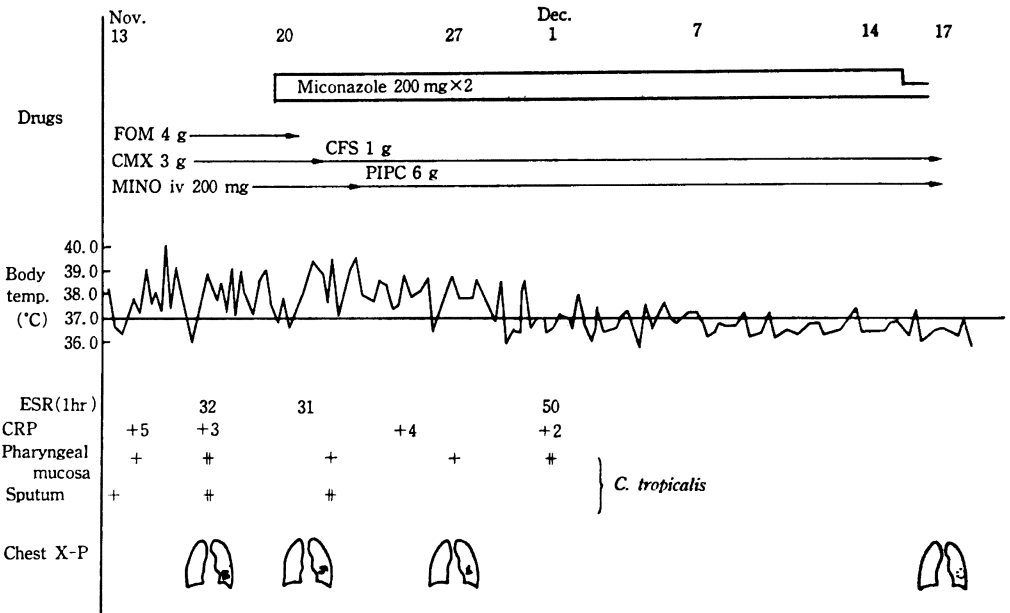 Nov. Dec.
13 20 27 1 7 14 17
Miconazole 200 mg×2
Drugs
FOM 4 g
CFS 1 g
CMX 3 g
PIPC 6 g
MINO iv 200 mg
40.0
Body 39.0
temp. 38.0
(°C) 37.0
36.0
ESR(1hr) 32 31 50
CRP +5 +3 +4 +2
Pharyngeal + ⧺ + + ⧺
mucosa
C. tropicalis
Sputum + ⧺ ⧺
Chest X-P